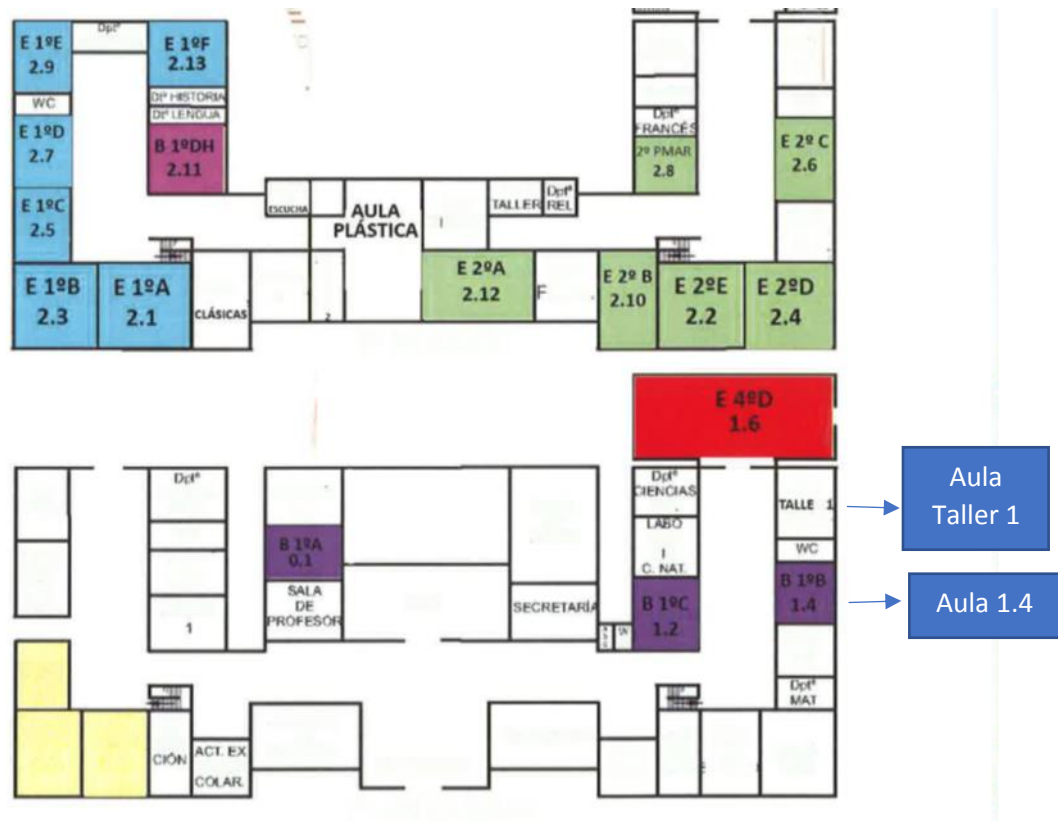 E 1ºE
2.9
Dptº
E 1ºF
2.13
WC
Dtº HISTORIA
Dtº LENGUA
E 1ºD
2.7
B 1ºDH
2.11
E 1ºC
2.5
E 1ºB
2.3
E 1ºA
2.1
CLÁSICAS
ESCUCHA
AULA
PLÁSTICA
2
I
TALLER
Dptº
REL
E 2ºA
2.12
F
Dptº
FRANCÉS
2º PMAR
2.8
E 2º C
2.6
E 2º B
2.10
E 2ºE
2.2
E 2ºD
2.4
E 4ºD
1.6
Dptº
1
B 1ºA
0.1
SALA
DE
PROFESOR
SECRETARÍA
Dptº
CIENCIAS
LABO
I
C. NAT.
B 1ºC
1.2
W
TALLE 1
WC
B 1ºB
1.4
Dptº
MAT
CIÓN
ACT. EX
COLAR.
Aula
Taller 1
Aula 1.4